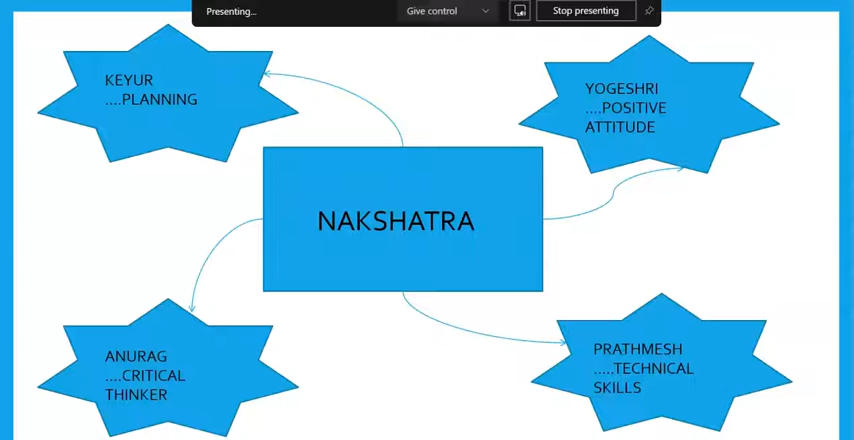 Presenting...
Give control
Stop presenting
KEYUR
....PLANNING
YOGESHRI
....POSITIVE
ATTITUDE
NAKSHATRA
ANURAG
....CRITICAL
THINKER
PRATHMESH
.....TECHNICAL
SKILLS